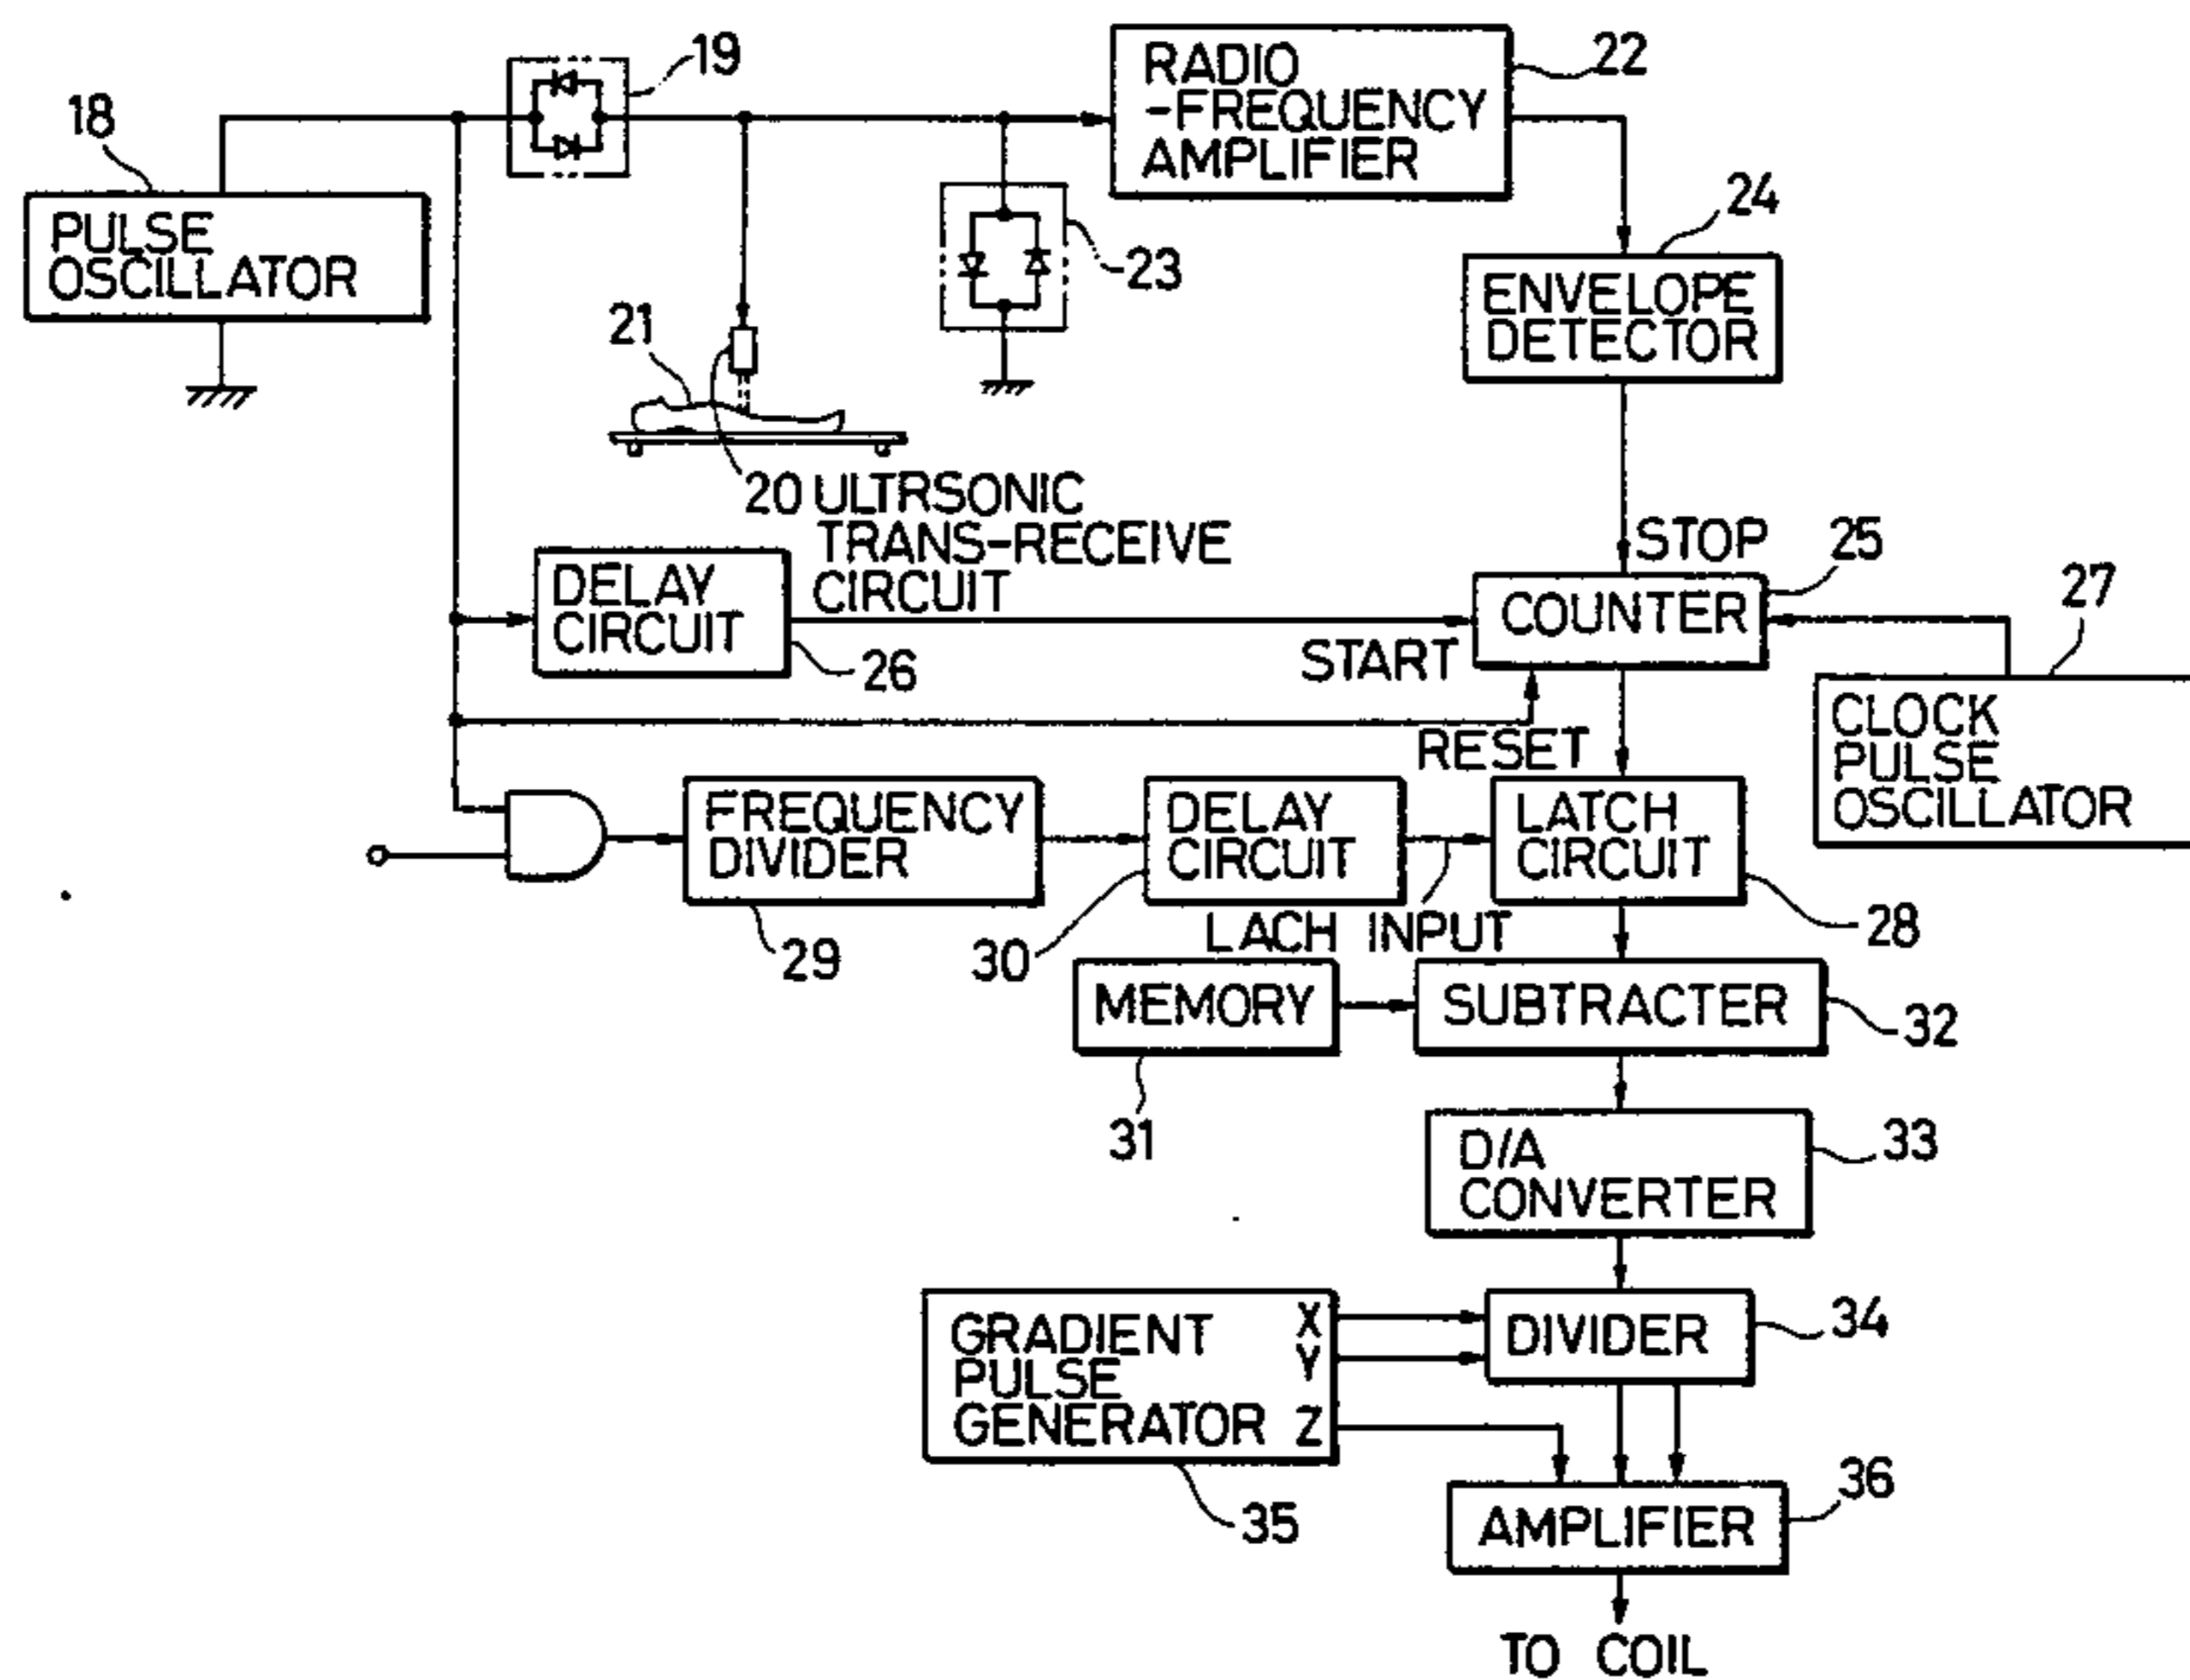 18
19
RADIO
-FREQUENCY
AMPLIFIER
22
PULSE
OSCILLATOR
23
24
ENVELOPE
DETECTOR
21
20 ULTRSONIC
TRANS-RECEIVE
CIRCUIT
DELAY
CIRCUIT
26
STOP
25
COUNTER
START
27
CLOCK
PULSE
OSCILLATOR
RESET
FREQUENCY
DIVIDER
29
DELAY
CIRCUIT
30
LATCH
CIRCUIT
28
LACH INPUT
MEMORY
31
SUBTRACTER
32
D/A
CONVERTER
33
GRADIENT
PULSE
GENERATOR
X
Y
Z
35
DIVIDER
34
AMPLIFIER
36
TO COIL